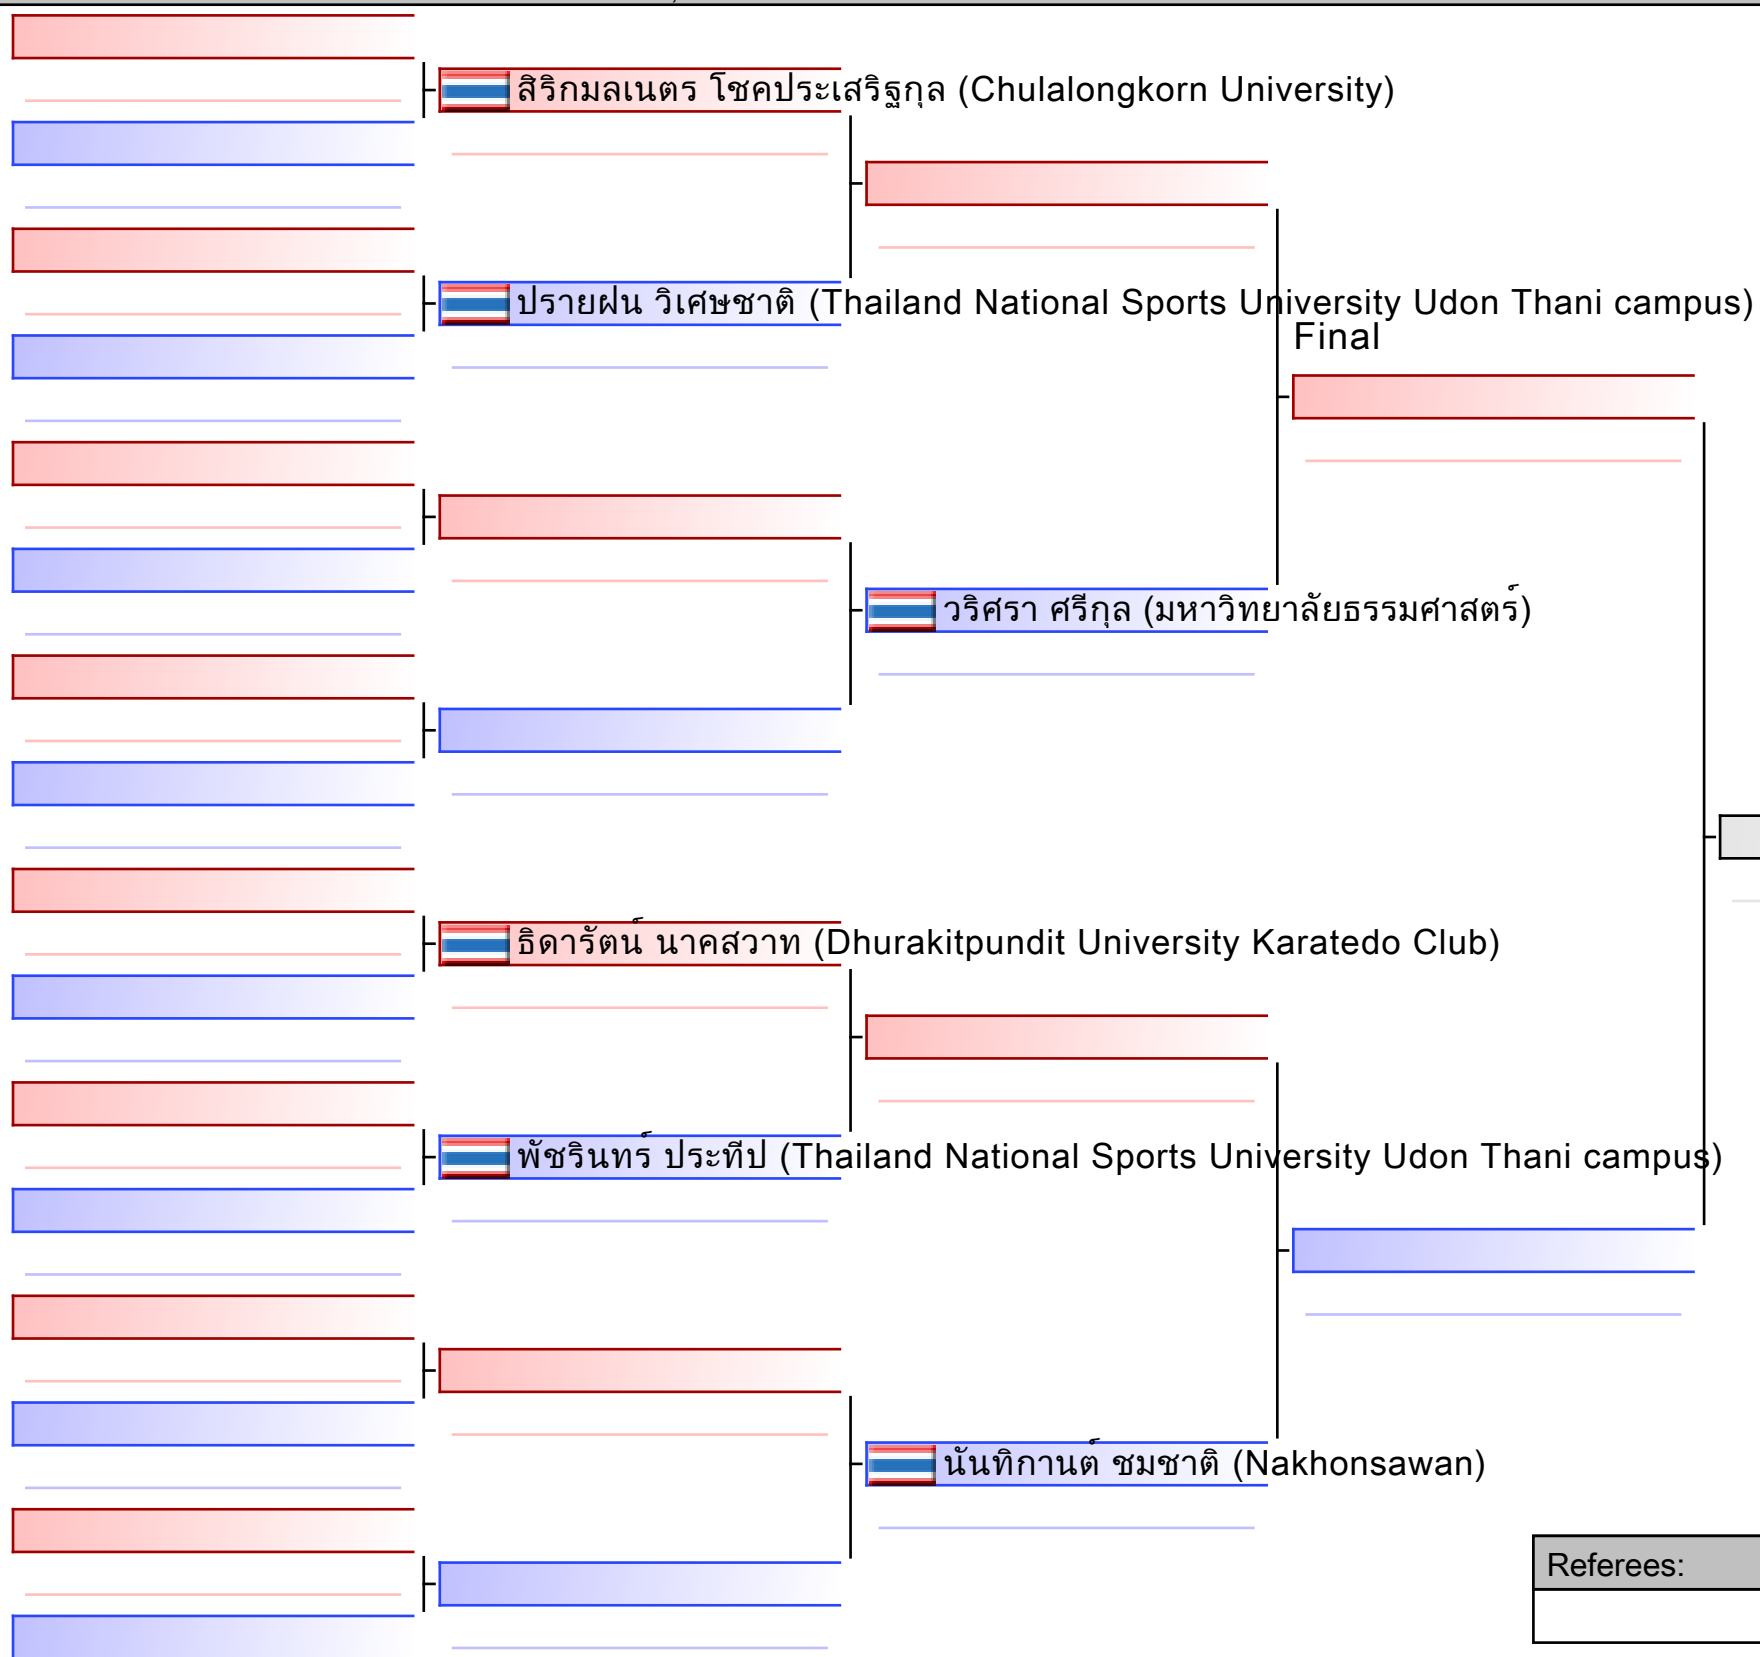 สิริกมลเนตร โชคประเสริฐกุล (Chulalongkorn University)
ปรายฝน วิเศษชาติ (Thailand National Sports University Udon Thani campus)
Final
วริศรา ศรีกุล (มหาวิทยาลัยธรรมศาสตร์)
ธิดารัตน์ นาคสวาท (Dhurakitpundit University Karatedo Club)
พัชรินทร์ ประทีป (Thailand National Sports University Udon Thani campus)
นันทิกานต์ ชมชาติ (Nakhonsawan)
Referees: